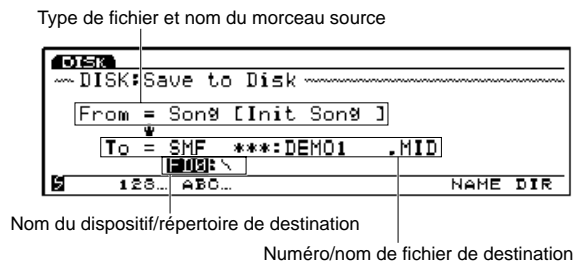 Type de fichier et nom du morceau source
DISK
DISK:Save to Disk
From = Song [Init Song ]
To = SMF ***:DEMO1 .MID
123... ABC... NAME DIR
Nom du dispositif/répertoire de destination
Numéro/nom de fichier de destination